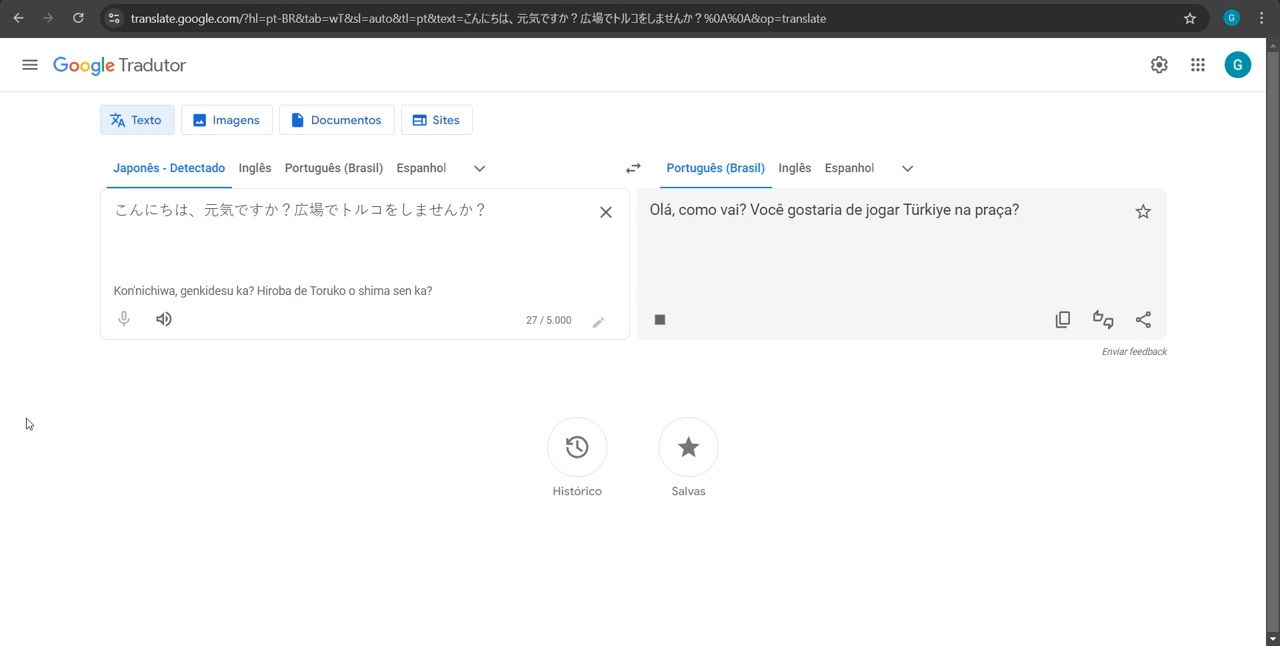 translate.google.com/?hl=pt-BR&tab=wT&sl=auto&tl=pt&text=こんにちは、元気ですか？広場でトルコをしませんか？%0A%0A&op=translate
G
Google Tradutor
G
Texto Imagens Documentos Sites
Japonês - Detectado Inglês Português (Brasil) Espanhol
Português (Brasil) Inglês Espanhol
こんにちは、元気ですか？広場でトルコをしませんか？
Olá, como vai? Você gostaria de jogar Türkiye na praça?
Kon'nichiwa, genkidesu ka? Hiroba de Toruko o shima sen ka?
27 / 5.000
Enviar feedback
Histórico Salvas